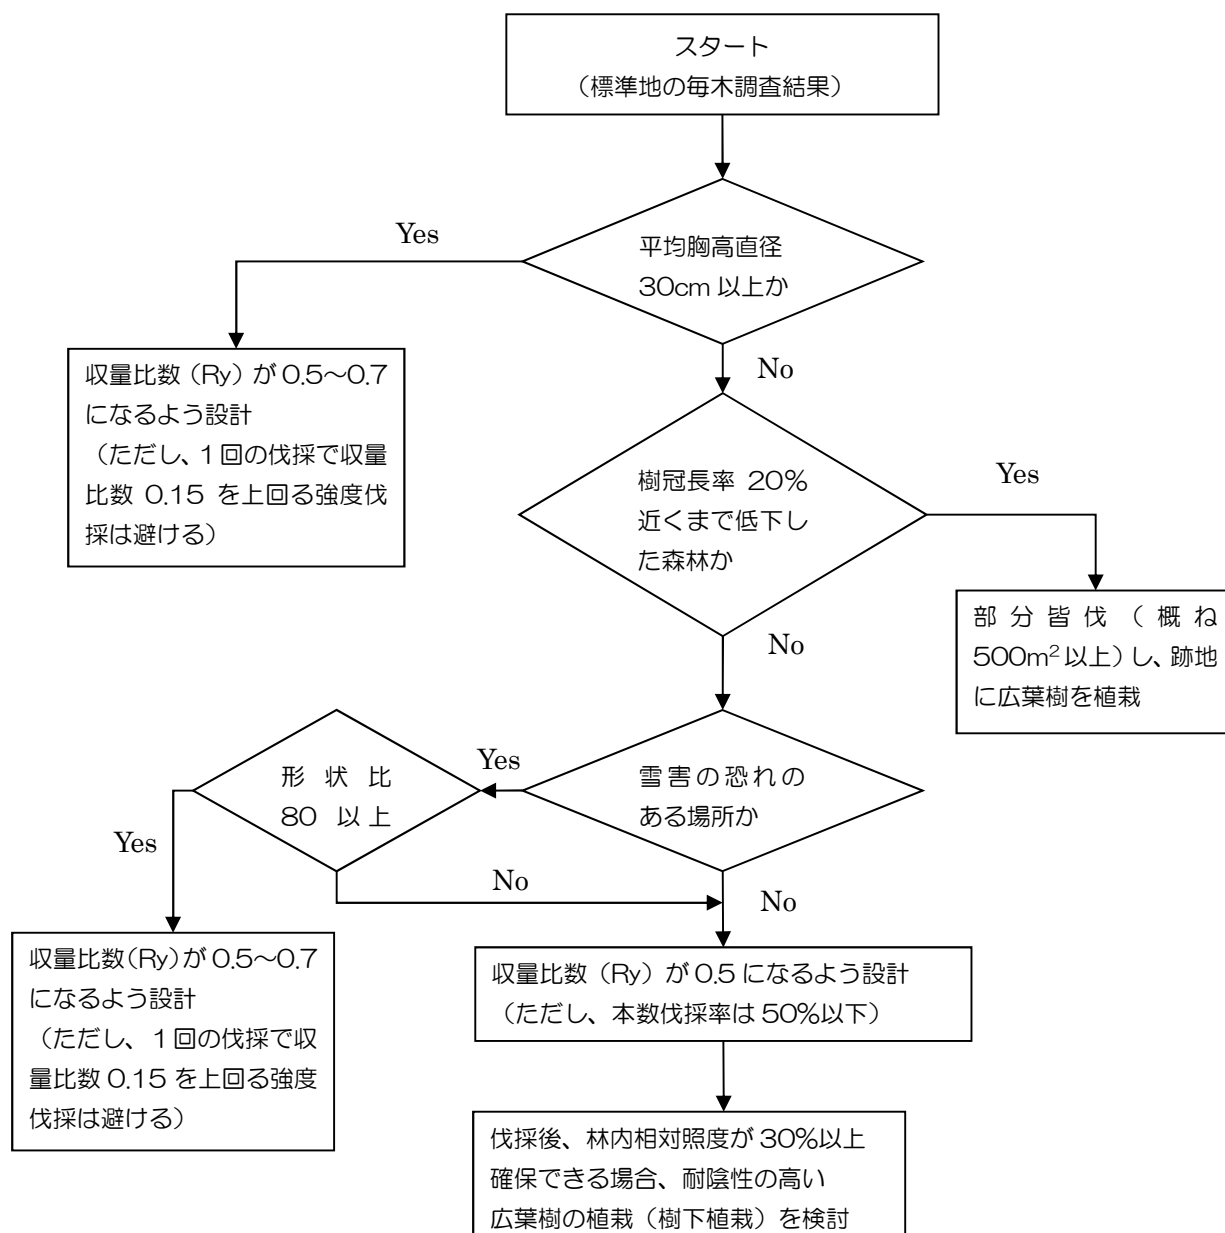 スタート
（標準地の毎木調査結果）
Yes
平均胸高直径
30cm 以上か
収量比数（Ry）が 0.5～0.7
になるよう設計
（ただし、1 回の伐採で収量
比数 0.15 を上回る強度伐
採は避ける）
No
樹冠長率 20%
近くまで低下し
た森林か
Yes
部分皆伐（概ね
500m²以上）し、跡地
に広葉樹を植栽
No
形状比
80 以上
Yes
雪害の恐れの
ある場所か
Yes
No
No
収量比数（Ry）が 0.5～0.7
になるよう設計
（ただし、1 回の伐採で収
量比数 0.15 を上回る強度
伐採は避ける）
収量比数（Ry）が 0.5 になるよう設計
（ただし、本数伐採率は 50%以下）
伐採後、林内相対照度が 30%以上
確保できる場合、耐陰性の高い
広葉樹の植栽（樹下植栽）を検討